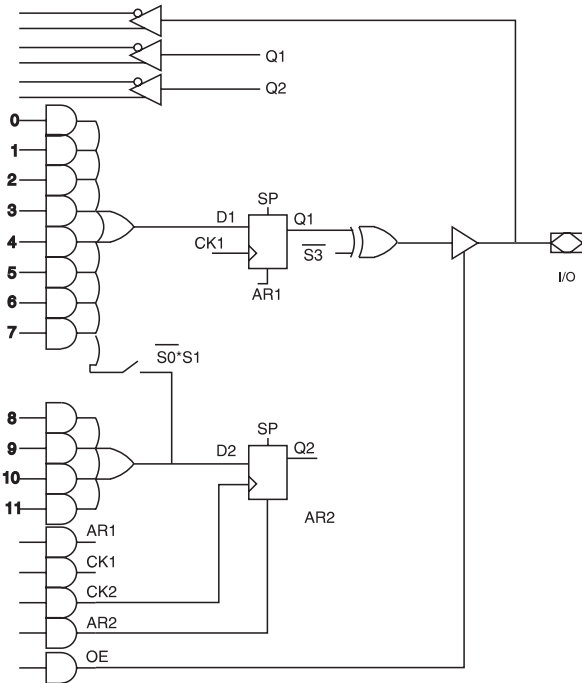 Q1
Q2
0
1
2
3
4
5
6
7
SP
D1
Q1
CK1
S3
AR1
I/O
S0*S1
8
9
10
11
SP
D2
Q2
AR2
AR1
CK1
CK2
AR2
OE